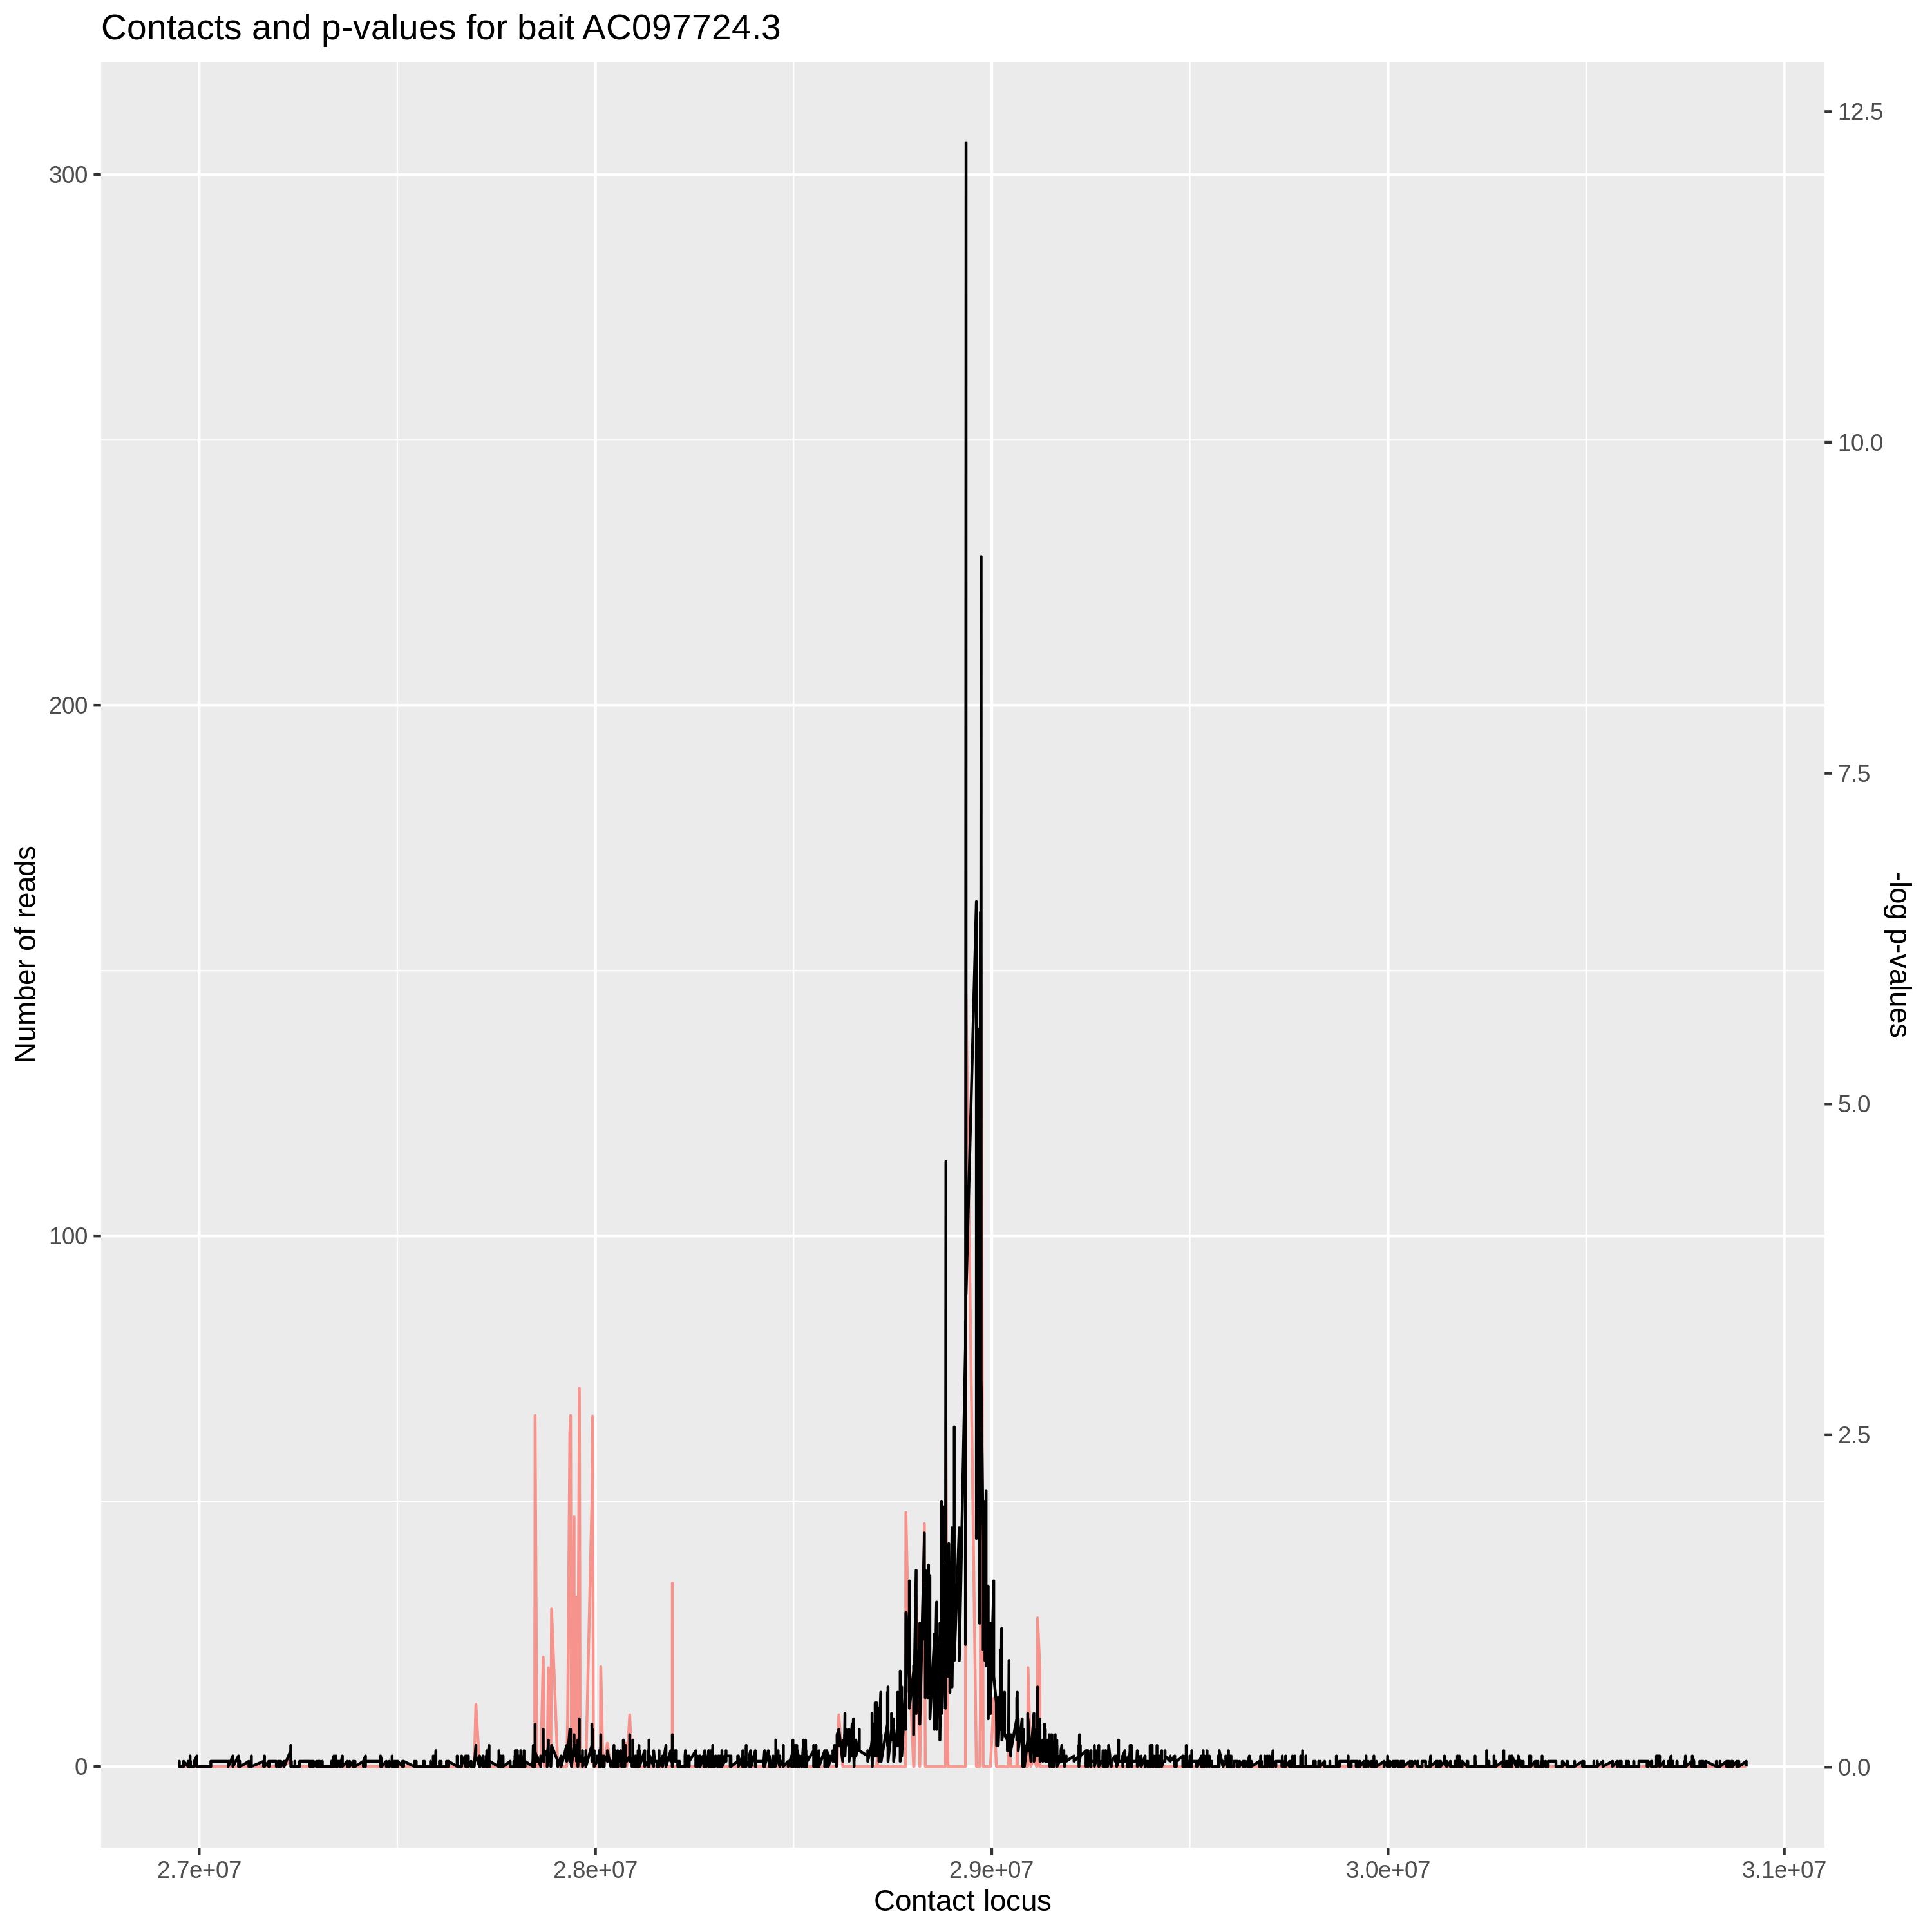 Contacts and p-values for bait AC097724.3
300
200
100
0
Number of reads
12.5
10.0
7.5
5.0
2.5
0.0
-log p-values
2.7e+07
2.8e+07
2.9e+07
3.0e+07
3.1e+07
Contact locus